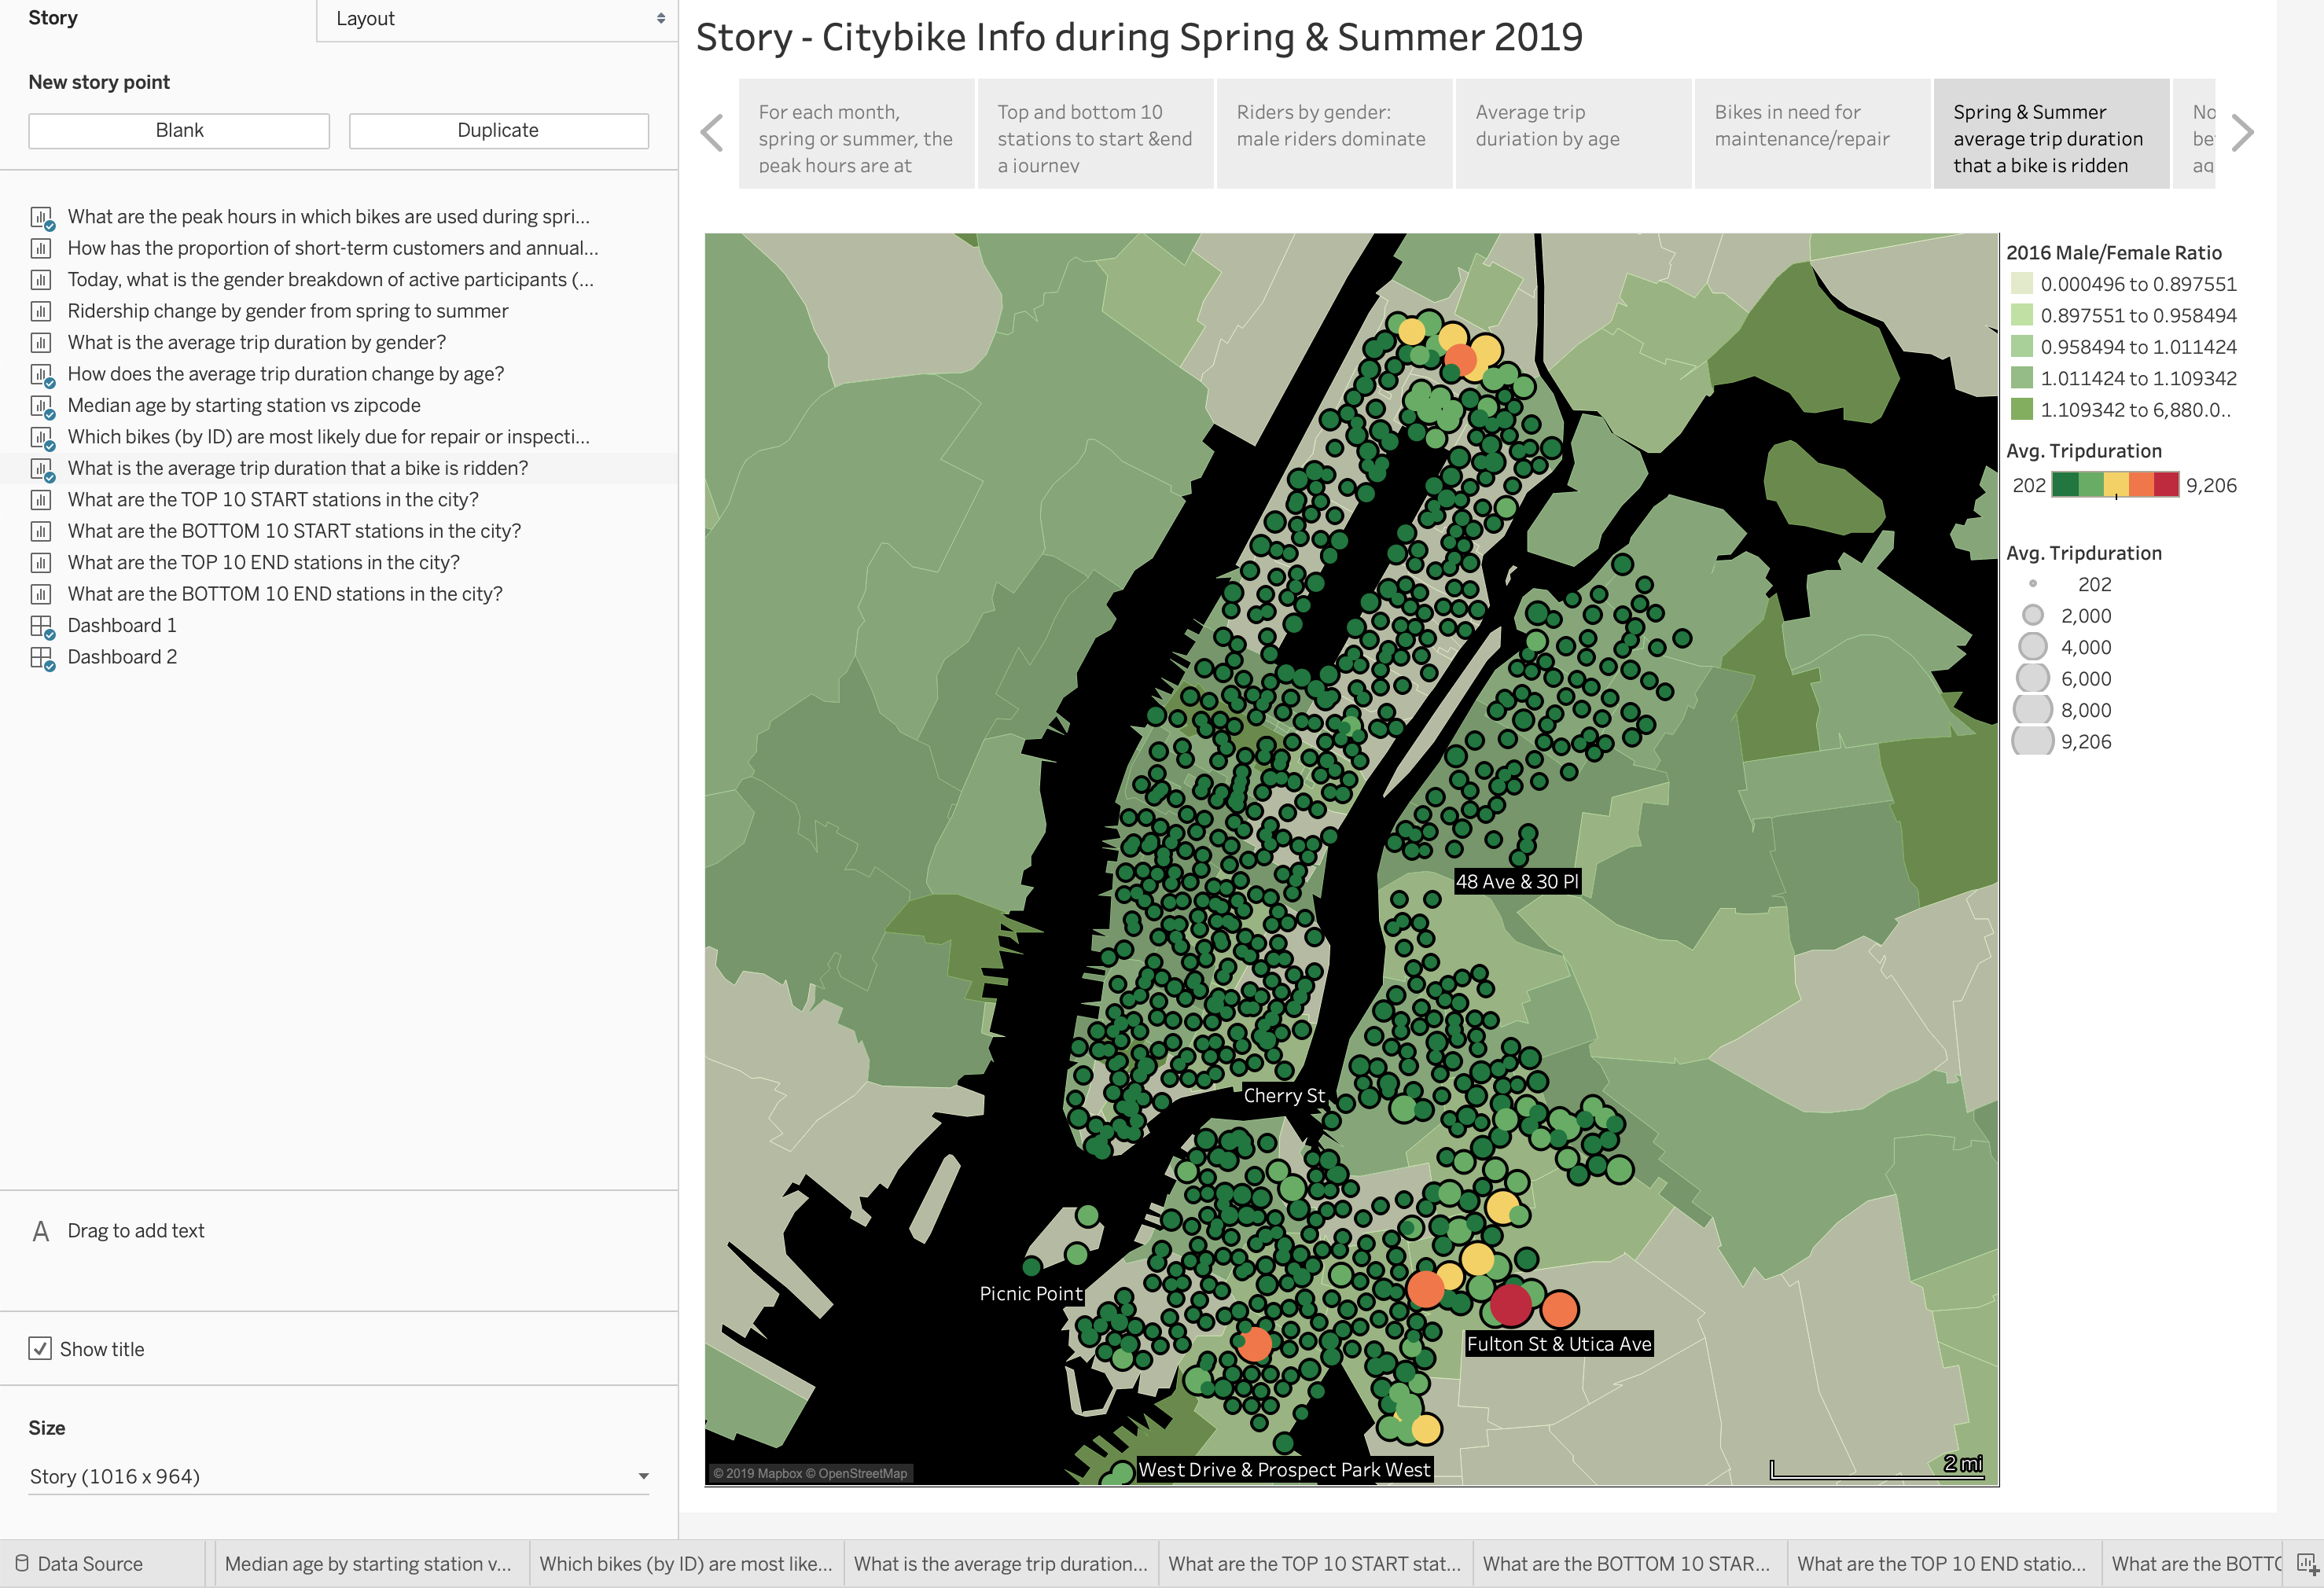 Story
Layout
New story point
Blank
Duplicate
What are the peak hours in which bikes are used during spri...
How has the proportion of short-term customers and annual...
Today, what is the gender breakdown of active participants (...
Ridership change by gender from spring to summer
What is the average trip duration by gender?
How does the average trip duration change by age?
Median age by starting station vs zipcode
Which bikes (by ID) are most likely due for repair or inspecti...
What is the average trip duration that a bike is ridden?
What are the TOP 10 START stations in the city?
What are the BOTTOM 10 START stations in the city?
What are the TOP 10 END stations in the city?
What are the BOTTOM 10 END stations in the city?
Dashboard 1
Dashboard 2
A Drag to add text
Show title
Size
Story (1016 x 964)
Story - Citybike Info during Spring & Summer 2019
For each month,
spring or summer, the
peak hours are at
Top and bottom 10
stations to start &end
a journey
Riders by gender:
male riders dominate
Average trip
duriation by age
Bikes in need for
maintenance/repair
Spring & Summer
average trip duration
that a bike is ridden
No
be
ag
48 Ave & 30 Pl
Cherry St
Picnic Point
Fulton St & Utica Ave
West Drive & Prospect Park West
© 2019 Mapbox © OpenStreetMap
2 mi
2016 Male/Female Ratio
0.000496 to 0.897551
0.897551 to 0.958494
0.958494 to 1.011424
1.011424 to 1.109342
1.109342 to 6,880.0..
Avg. Tripduration
202 9,206
Avg. Tripduration
202
2,000
4,000
6,000
8,000
9,206
Data Source
Median age by starting station v...
Which bikes (by ID) are most like...
What is the average trip duration...
What are the TOP 10 START stat...
What are the BOTTOM 10 STAR...
What are the TOP 10 END statio...
What are the BOTTO